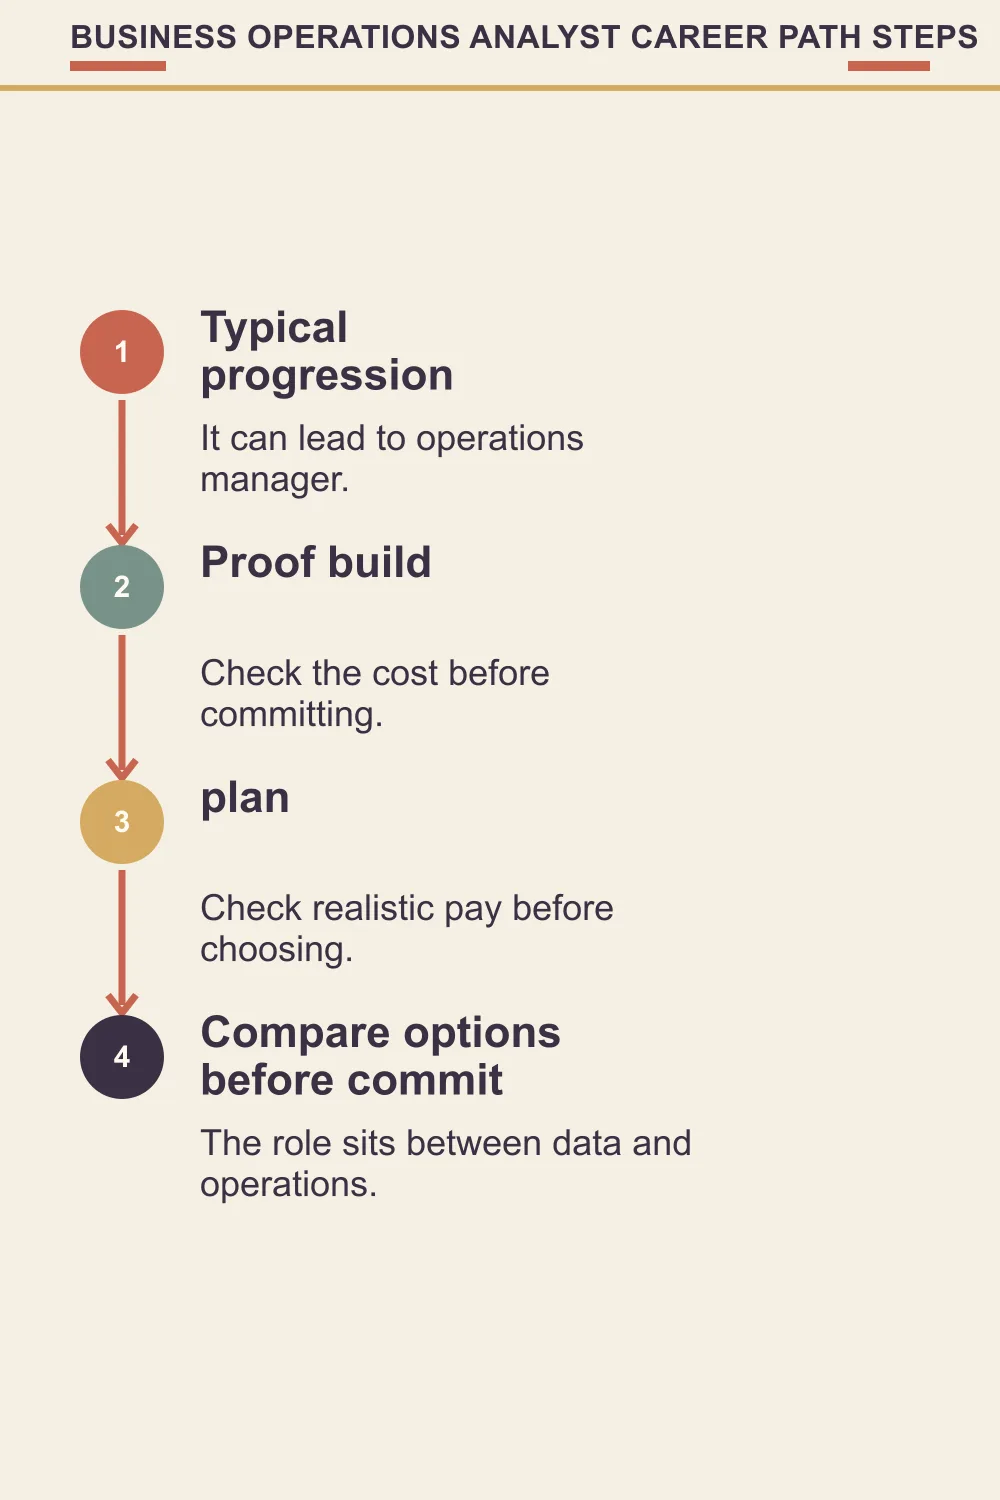 BUSINESS OPERATIONS ANALYST CAREER PATH STEPS
1
Typical
progression
It can lead to operations
manager.
2
Proof build
Check the cost before
committing.
3
plan
Check realistic pay before
choosing.
4
Compare options
before commit
The role sits between data and
operations.